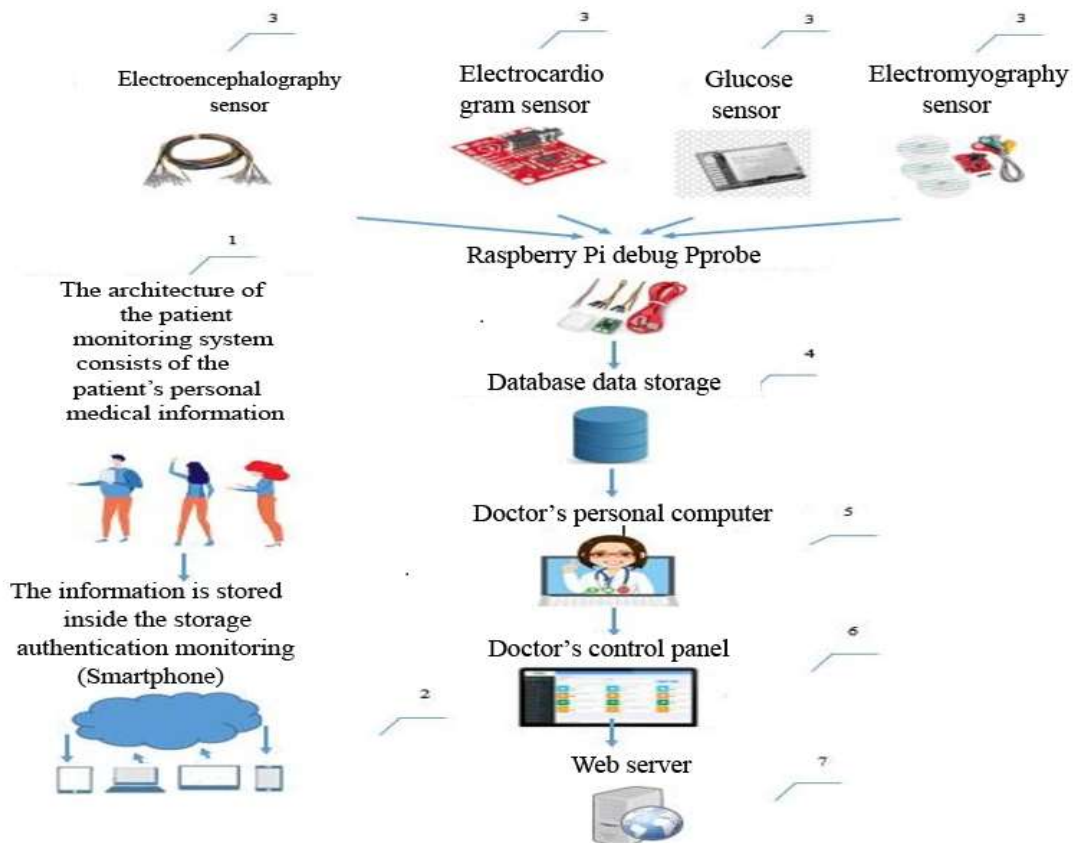 3
3
3
3
Electroencephalography
sensor
Electrocardio
gram sensor
Glucose
sensor
Electromyography
sensor
Raspberry Pi debug Pprobe
1
The architecture of
the patient
monitoring system
consists of the
patient’s personal
medical information
4
Database data storage
Doctor’s personal computer
5
The information is stored
inside the storage
authentication monitoring
(Smartphone)
2
Doctor’s control panel
6
Web server
7